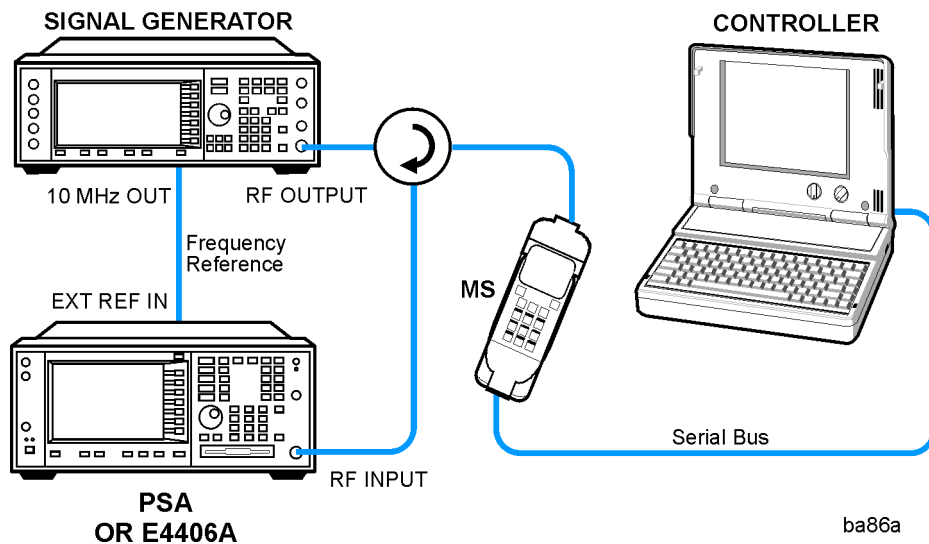 SIGNAL GENERATOR
CONTROLLER
10 MHz OUT
RF OUTPUT
Frequency
Reference
MS
EXT REF IN
Serial Bus
RF INPUT
PSA
OR E4406A
ba86a